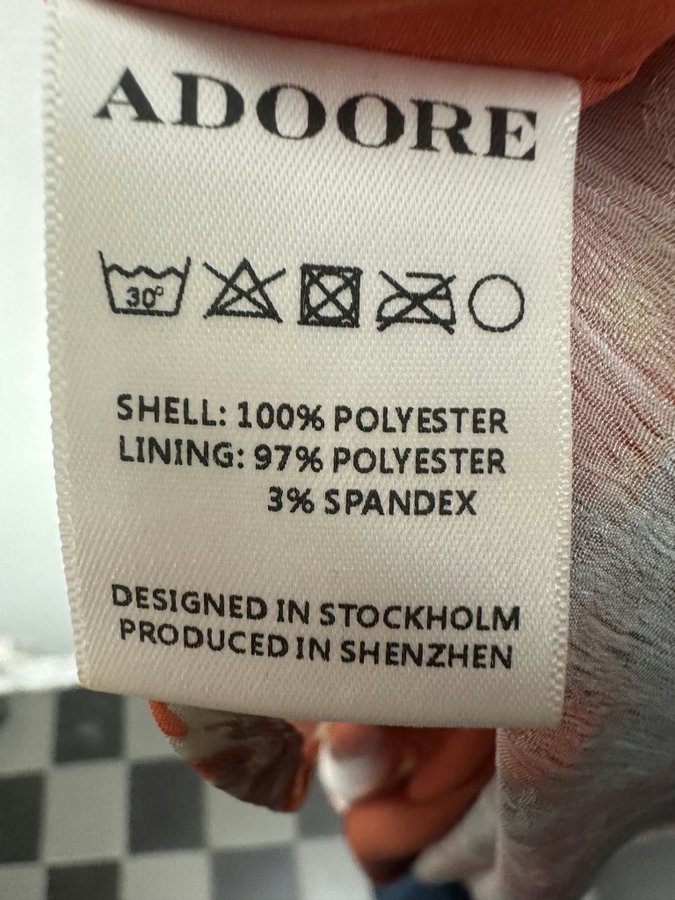 ADOORE
30°
SHELL: 100% POLYESTER
LINING: 97% POLYESTER
3% SPANDEX
DESIGNED IN STOCKHOLM
PRODUCED IN SHENZHEN